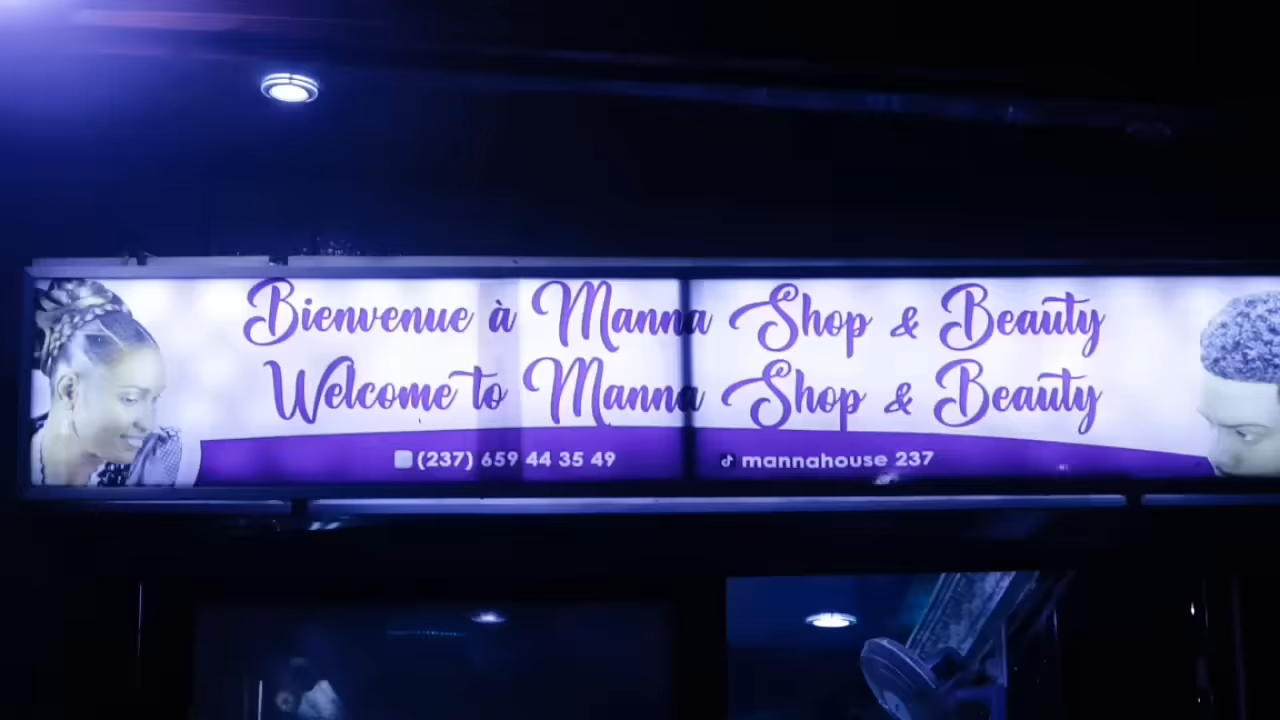 Bienvenue à Manna Shop & Beauty
Welcome to Manna Shop & Beauty
(237) 659 44 35 49
mannahouse 237